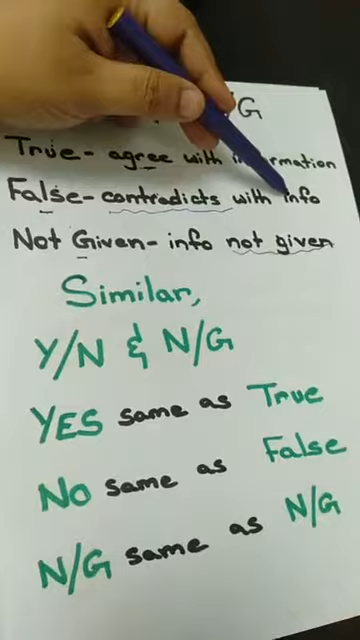 G
True- agree with information
False- contradicts with info
Not Given- info not given
Similar,
Y/N & N/G
YES same as True
No same as False
N/G same as N/G